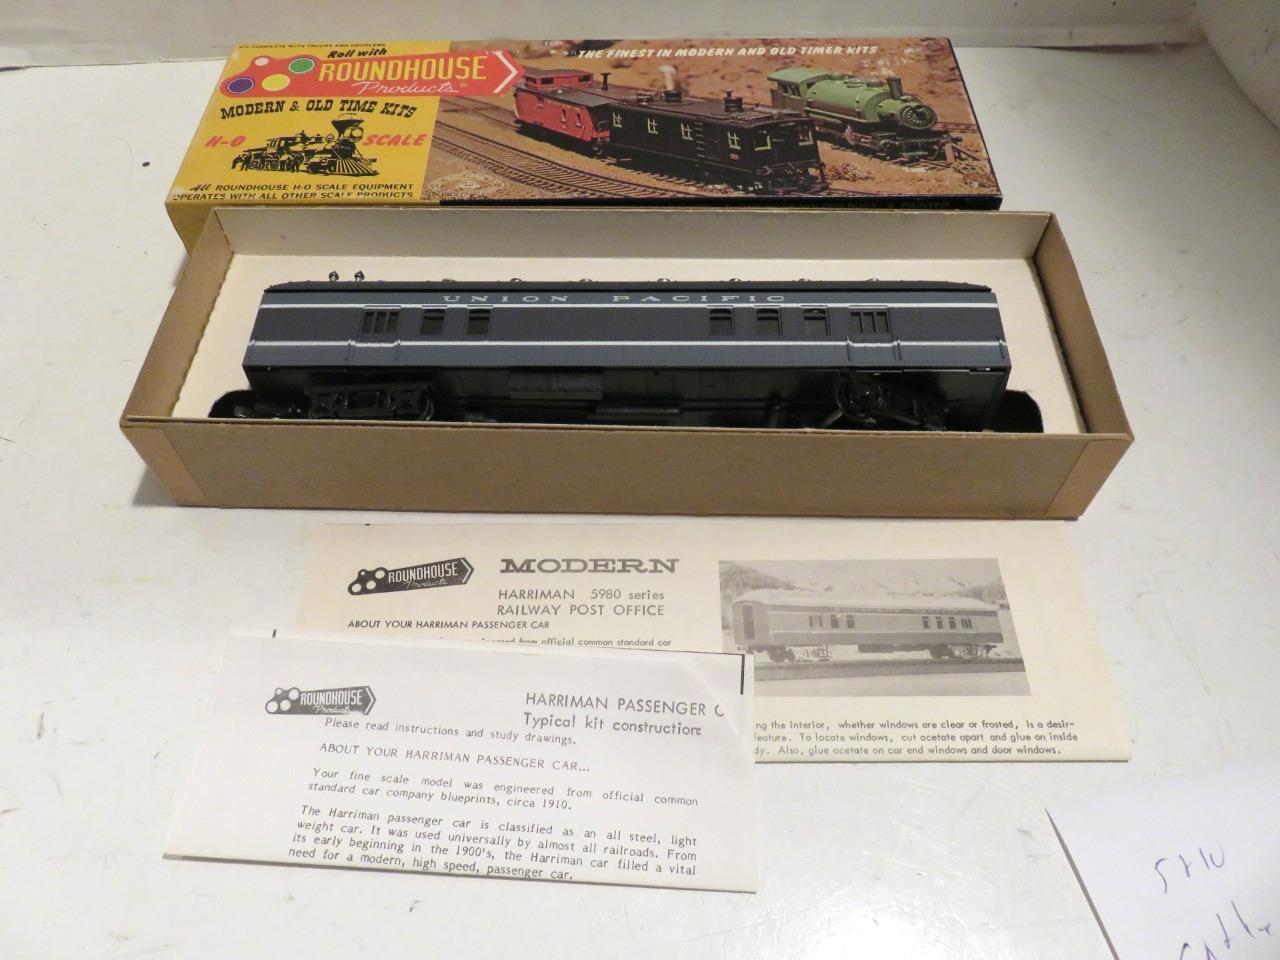 KIT COMPLETE WITH TRUCKS AND COUPLERS
Roll with
ROUNDHOUSE
Products
MODERN & OLD TIME KITS
H-O SCALE
All ROUNDHOUSE H-O SCALE EQUIPMENT
OPERATES WITH ALL OTHER SCALE PRODUCTS
"THE FINEST IN MODERN AND OLD TIMER KITS
PAINTED
UNION PACIFIC
ROUNDHOUSE
Products
MODERN
HARRIMAN 5980 series
RAILWAY POST OFFICE
ABOUT YOUR HARRIMAN PASSENGER CAR
from official common standard car
ng the interior, whether windows are clear or frosted, is a desir-
feature. To locate windows, cut acetate apart and glue on inside
dy. Also, glue acetate on car end windows and door windows.
ROUNDHOUSE
Products
HARRIMAN PASSENGER C
Typical kit construction:
Please read instructions and study drawings.
ABOUT YOUR HARRIMAN PASSENGER CAR...
Your fine scale model was engineered from official common
standard car company blueprints, circa 1910.
The Harriman passenger car is classified as an all steel, light
weight car. It was used universally by almost all railroads. From
its early beginning in the 1900's, the Harriman car filled a vital
need for a modern, high speed, passenger car.